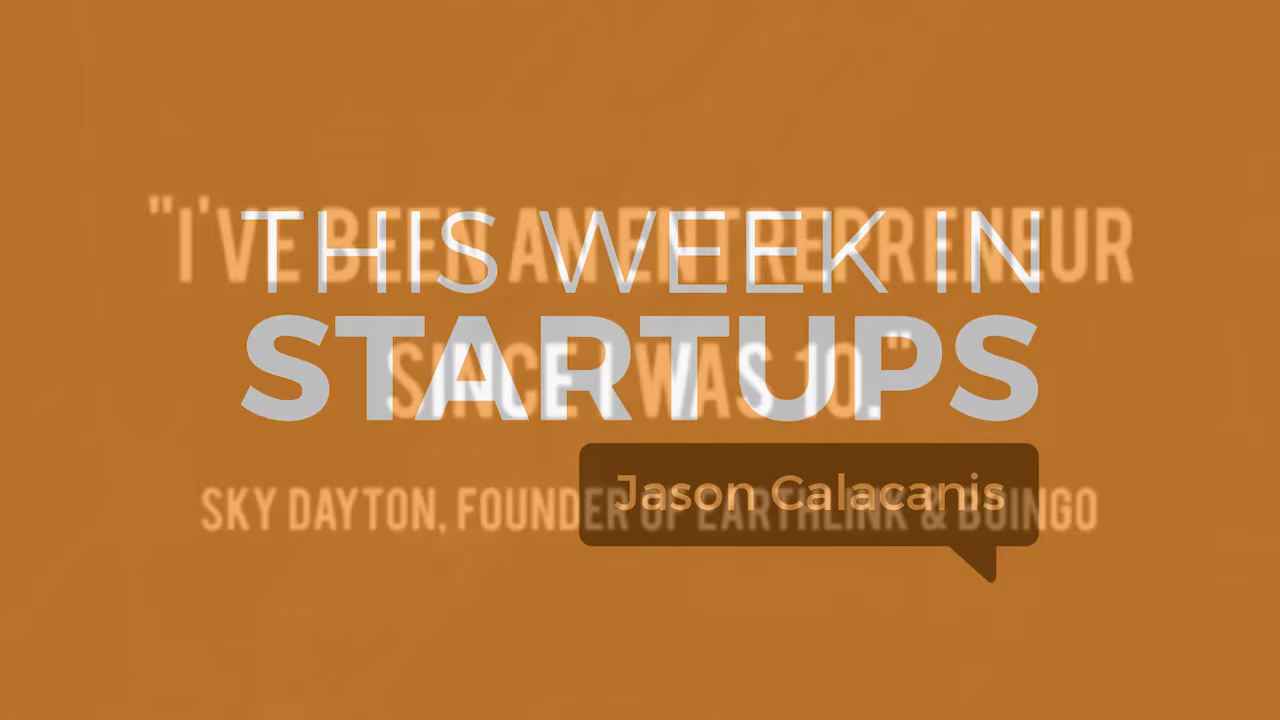 "I'VE BEEN AN ENTREPRENEUR
THIS WEEK IN
STARTUPS
SINCE I WAS 10."
Jason Calacanis
SKY DAYTON, FOUNDER OF EARTHLINK & BOINGO